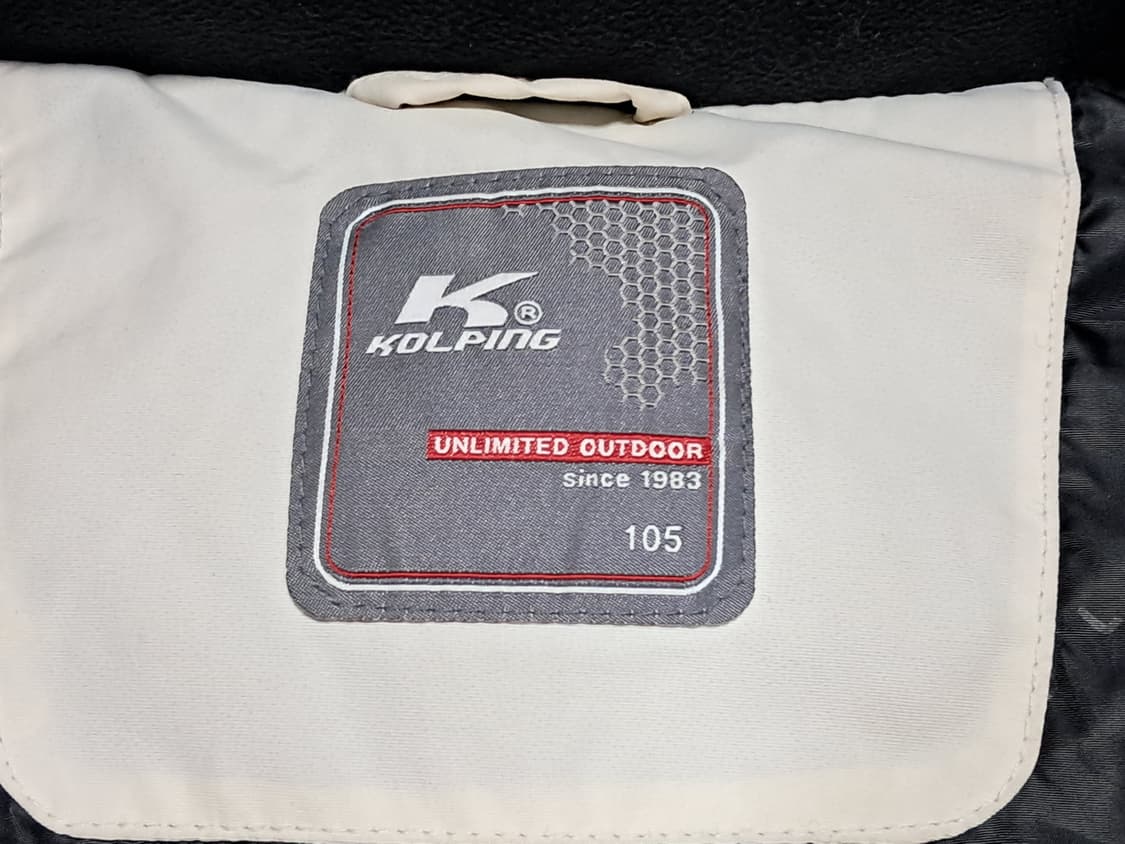 K®
KOLPING
UNLIMITED OUTDOOR
since 1983
105